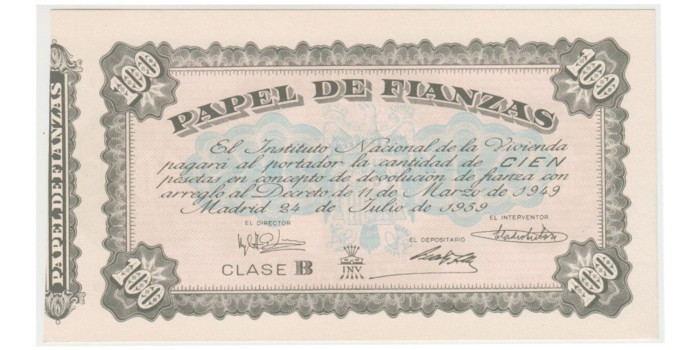 100
100
PAPEL DE FIANZAS
PAPEL DE FIANZAS
El Instituto Nacional de la Vivienda
pagará al portador la cantidad de CIEN
pesetas en concepto de devolución de fianza con
arreglo al Decreto de 11 de Marzo de 1949
Madrid 24 de Julio de 1959
EL DIRECTOR
EL DEPOSITARIO
EL INTERVENTOR
CLASE B
INV
100
100